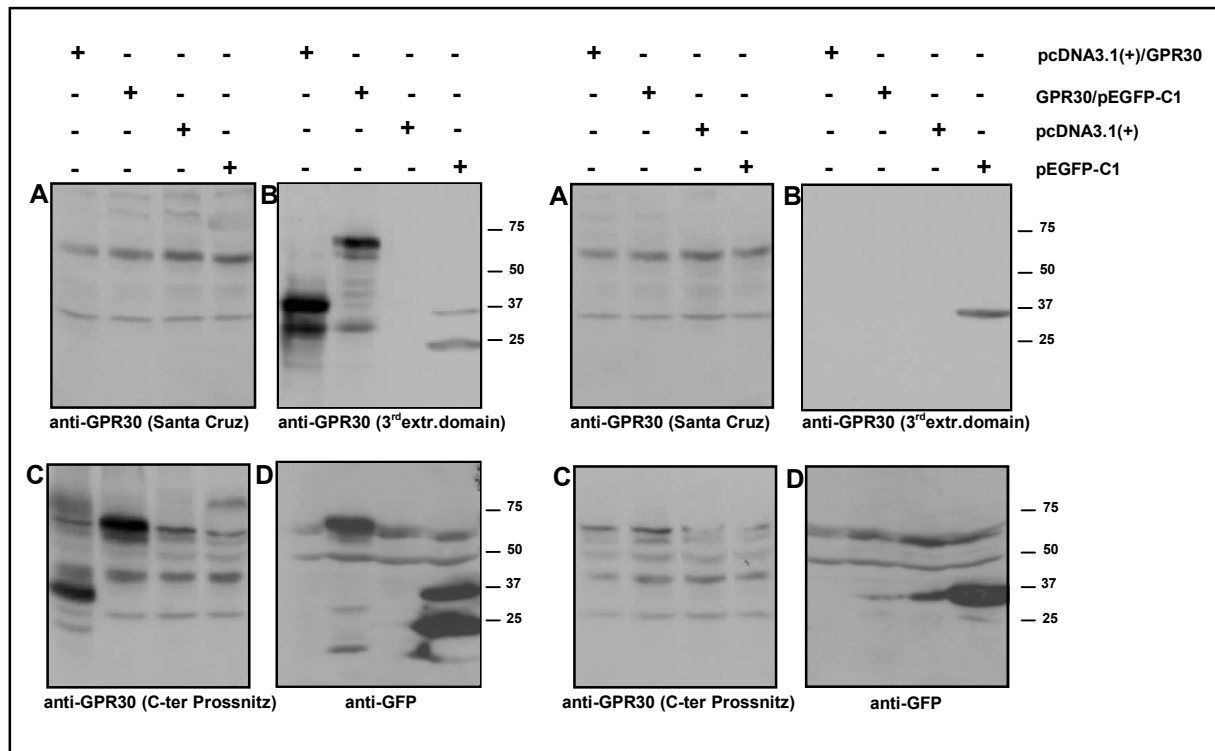 + - - - + - - - + - - - + - - - pcDNA3.1(+)/GPR30
- + - - - + - - - + - - - + - - GPR30/pEGFP-C1
- - + - - - + - - - + - - - + - pcDNA3.1(+)
- - - + - - - + - - - + - - - + pEGFP-C1
A B A B
75 75
50 50
37 37
25 25
anti-GPR30 (Santa Cruz) anti-GPR30 (3rd extr.domain) anti-GPR30 (Santa Cruz) anti-GPR30 (3rd extr.domain)
C D C D
75 75
50 50
37 37
25 25
anti-GPR30 (C-ter Prossnitz) anti-GFP anti-GPR30 (C-ter Prossnitz) anti-GFP